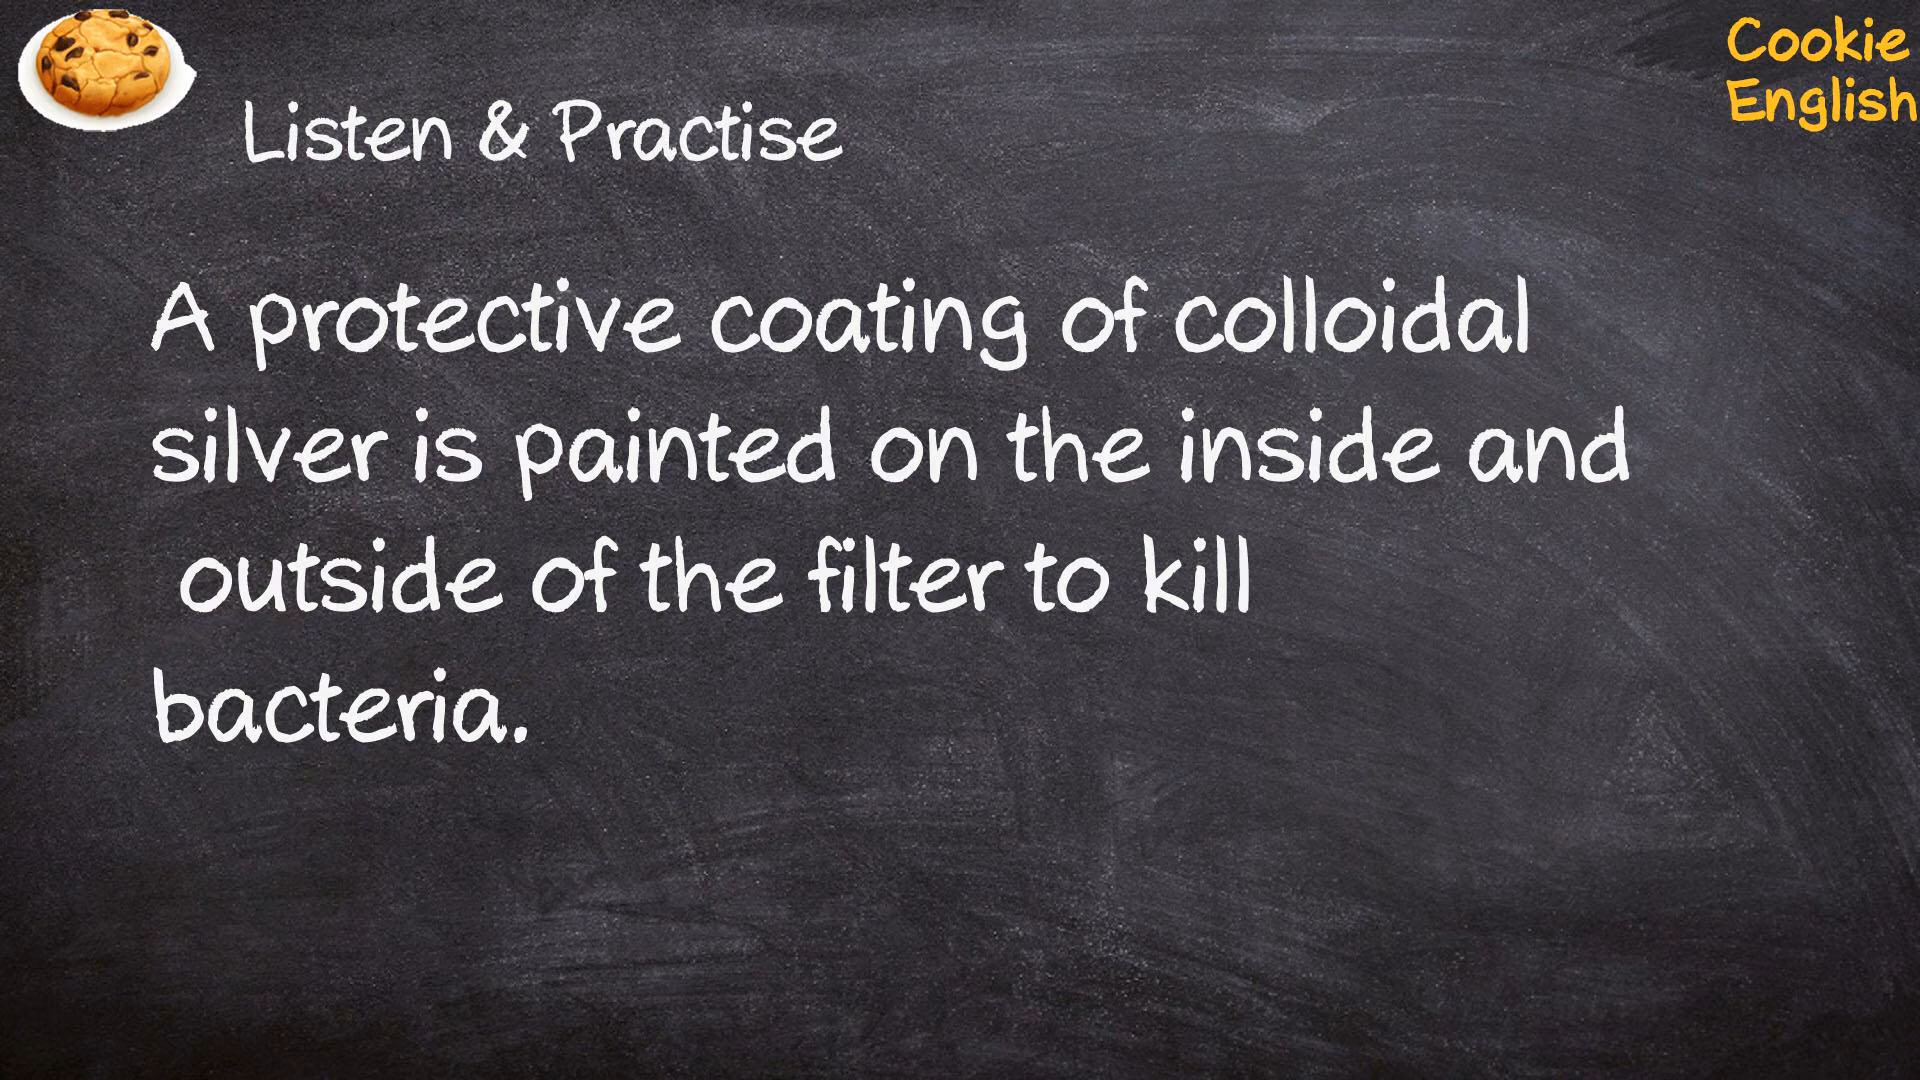 Cookie
English
Listen & Practise
A protective coating of colloidal
silver is painted on the inside and
outside of the filter to kill
bacteria.